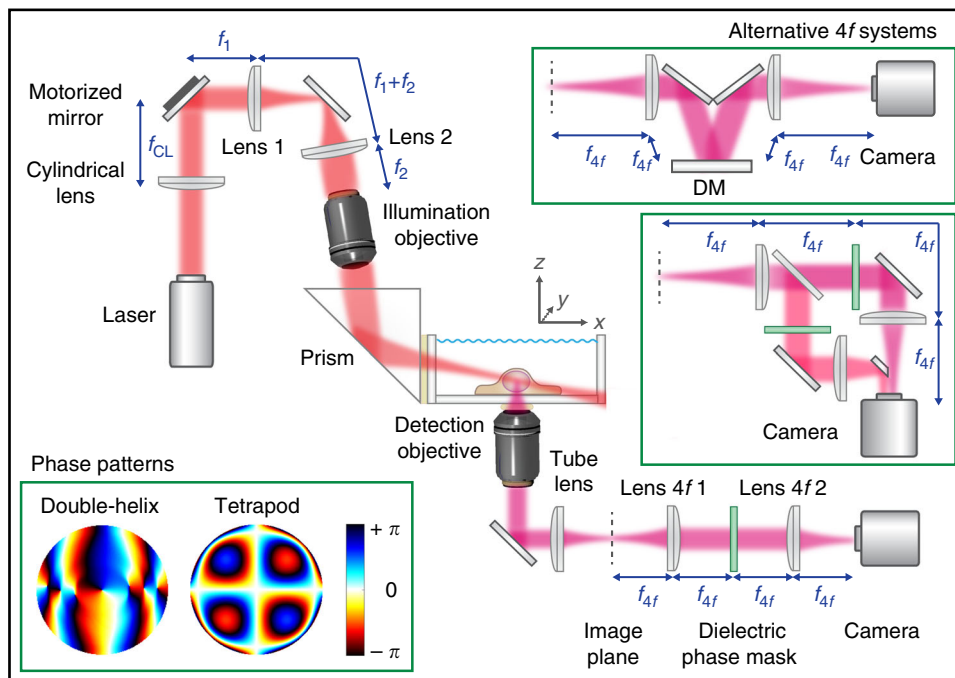 Alternative 4f systems
f1
Motorized
mirror
f1+f2
Lens 1
Lens 2
fCL
f2
Cylindrical
lens
Illumination
objective
Laser
Prism
z
y
x
Detection
objective
Tube
lens
f4f
f4f
f4f
f4f
Camera
DM
f4f
f4f
f4f
f4f
Camera
Phase patterns
Double-helix
Tetrapod
+ π
0
− π
Lens 4f 1
Lens 4f 2
f4f
f4f
f4f
f4f
Image
plane
Dielectric
phase mask
Camera